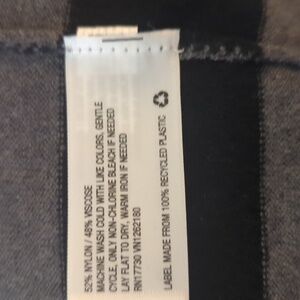 52% NYLON / 48% VISCOSE
MACHINE WASH COLD WITH LIKE COLORS, GENTLE
CYCLE, ONLY NON-CHLORINE BLEACH IF NEEDED
LAY FLAT TO DRY, WARM IRON IF NEEDED
RN17730 VN1262180
LABEL MADE FROM 100% RECYCLED PLASTIC